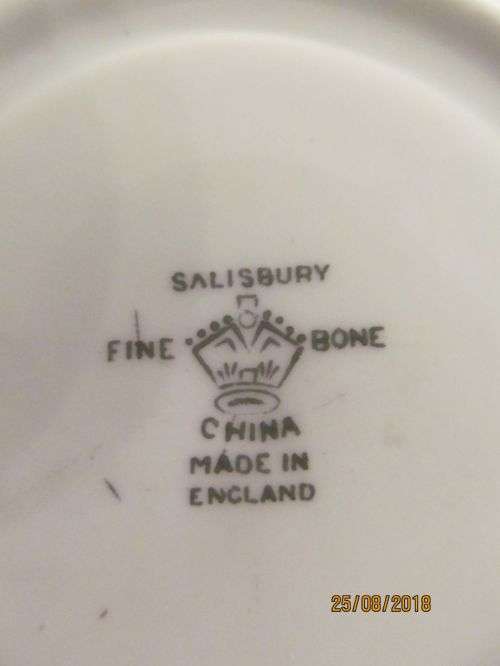 SALISBURY
FINE BONE
CHINA
MADE IN
ENGLAND
25/08/2018